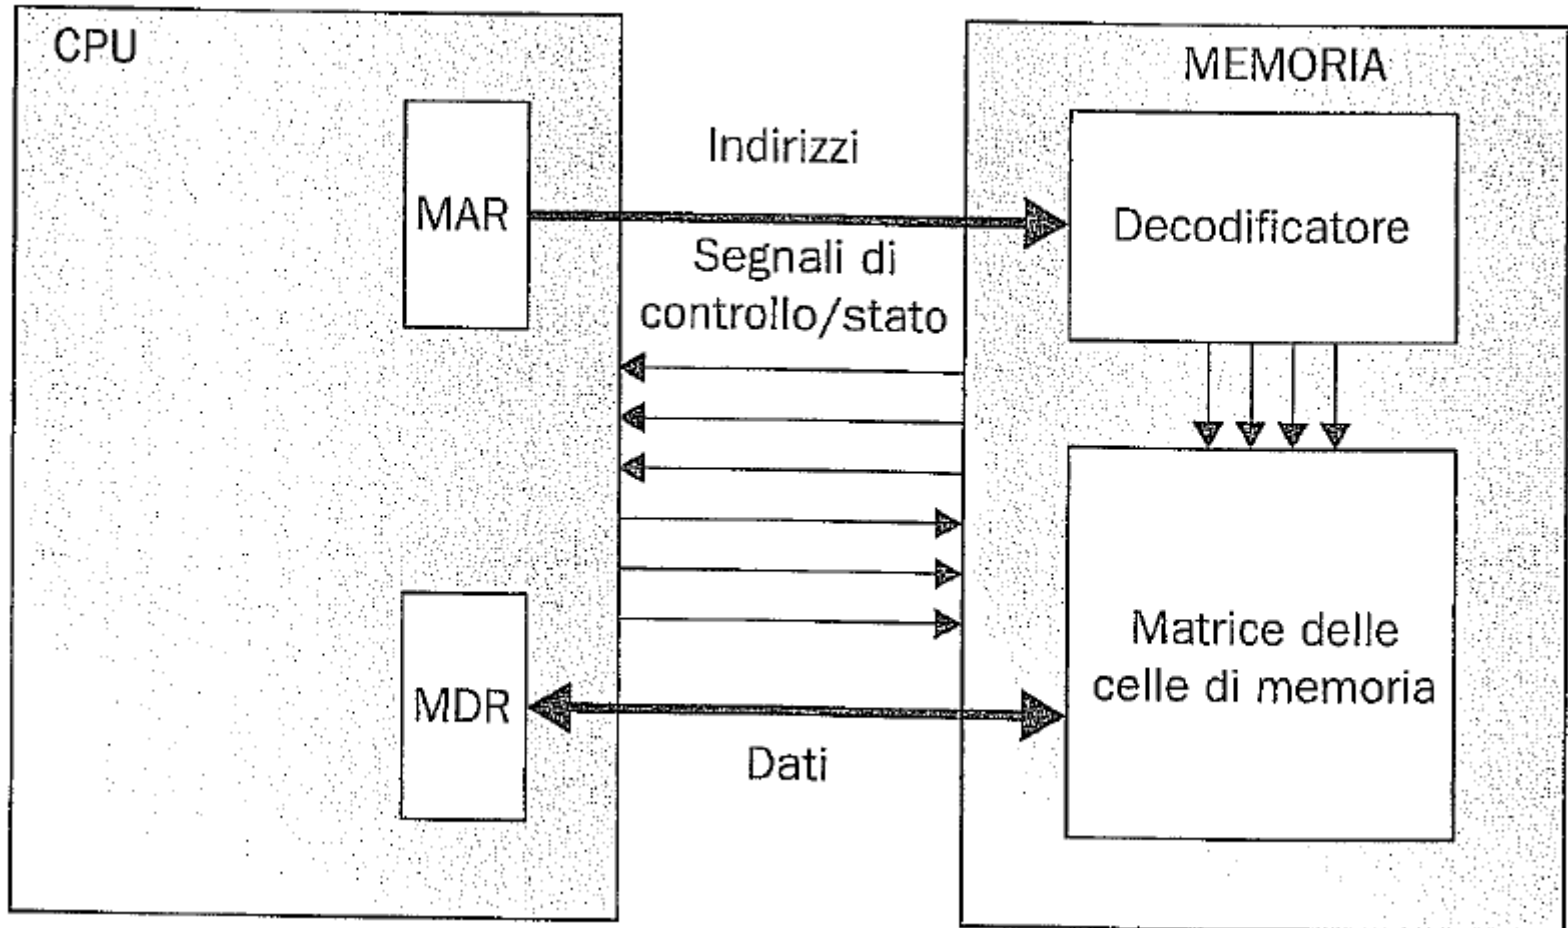 CPU
MEMORIA
MAR
Indirizzi
Decodificatore
Segnali di
controllo/stato
MDR
Matrice delle
celle di memoria
Dati